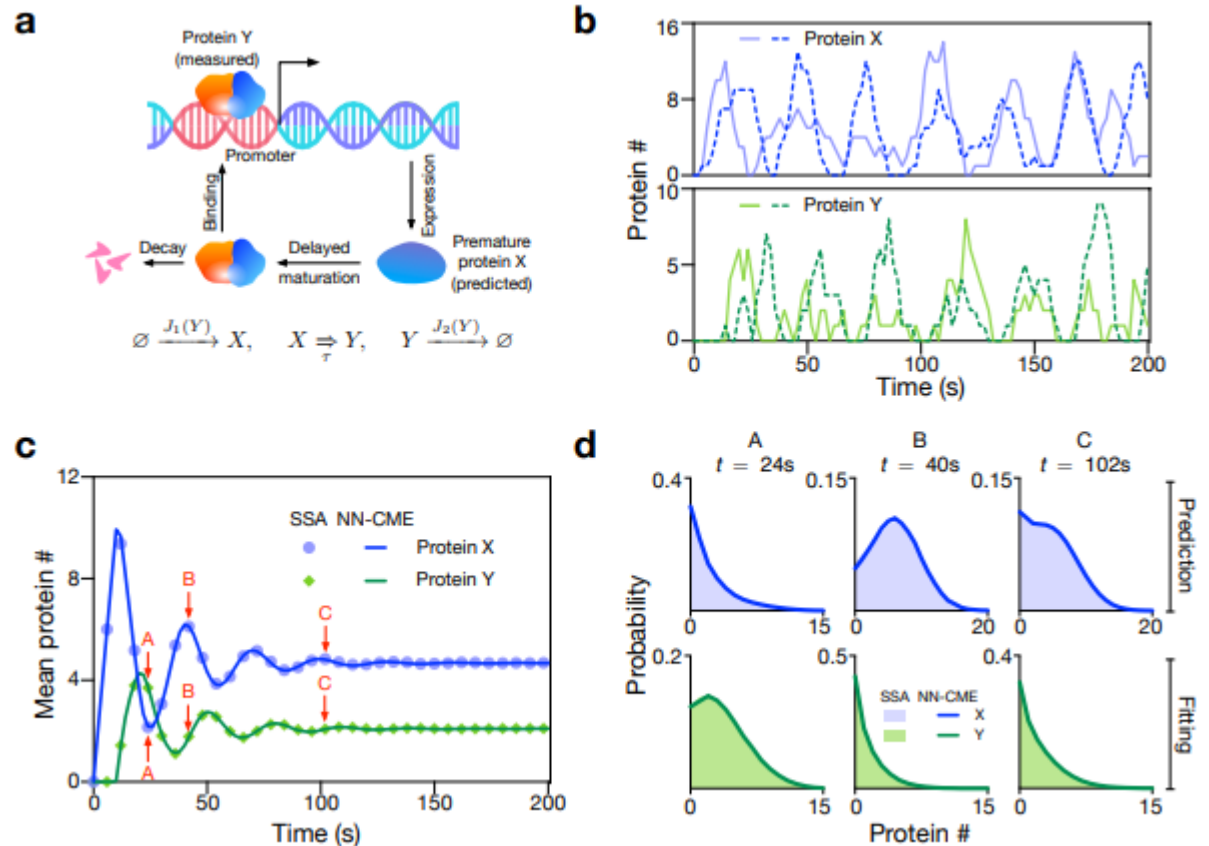 a
Protein Y
(measured)
Promoter
Binding
Expression
Decay
Delayed
maturation
Premature
protein X
(predicted)
∅ J₁(Y) → X, X ⇒ τ Y, Y J₂(Y) → ∅
b
16
8
0
Protein X
10
5
0
Protein Y
Protein #
0 50 100 150 200
Time (s)
c
12
8
4
0
SSA NN-CME
Protein X
Protein Y
A
B
C
A
B
C
Mean protein #
0 50 100 150 200
Time (s)
d
A B C
t = 24s t = 40s t = 102s
0.4 0.15 0.15
0 15 0 20 0 20
Prediction
Probability
0.2 0.5 0.4
SSA NN-CME
X
Y
0 15 0 15 0 15
Fitting
Protein #